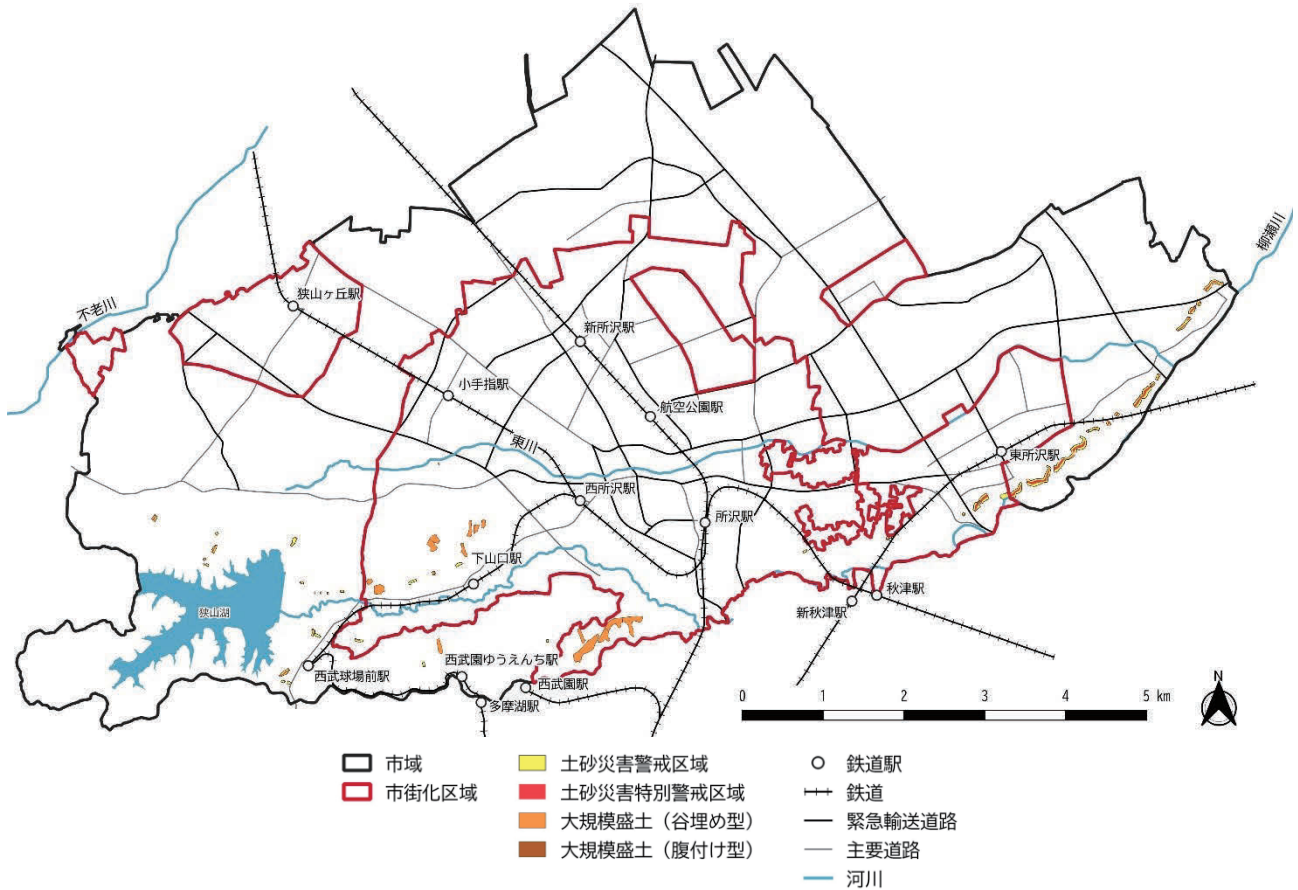 柳瀬川
不老川
狭山ヶ丘駅
新所沢駅
小手指駅
航空公園駅
東川
東所沢駅
西所沢駅
所沢駅
下山口駅
狭山湖
秋津駅
新秋津駅
西武園ゆうえんち駅
西武球場前駅
西武園駅
多摩湖駅
N
0 1 2 3 4 5 km
市域
市街化区域
土砂災害警戒区域
土砂災害特別警戒区域
大規模盛土（谷埋め型）
大規模盛土（腹付け型）
鉄道駅
鉄道
緊急輸送道路
主要道路
河川